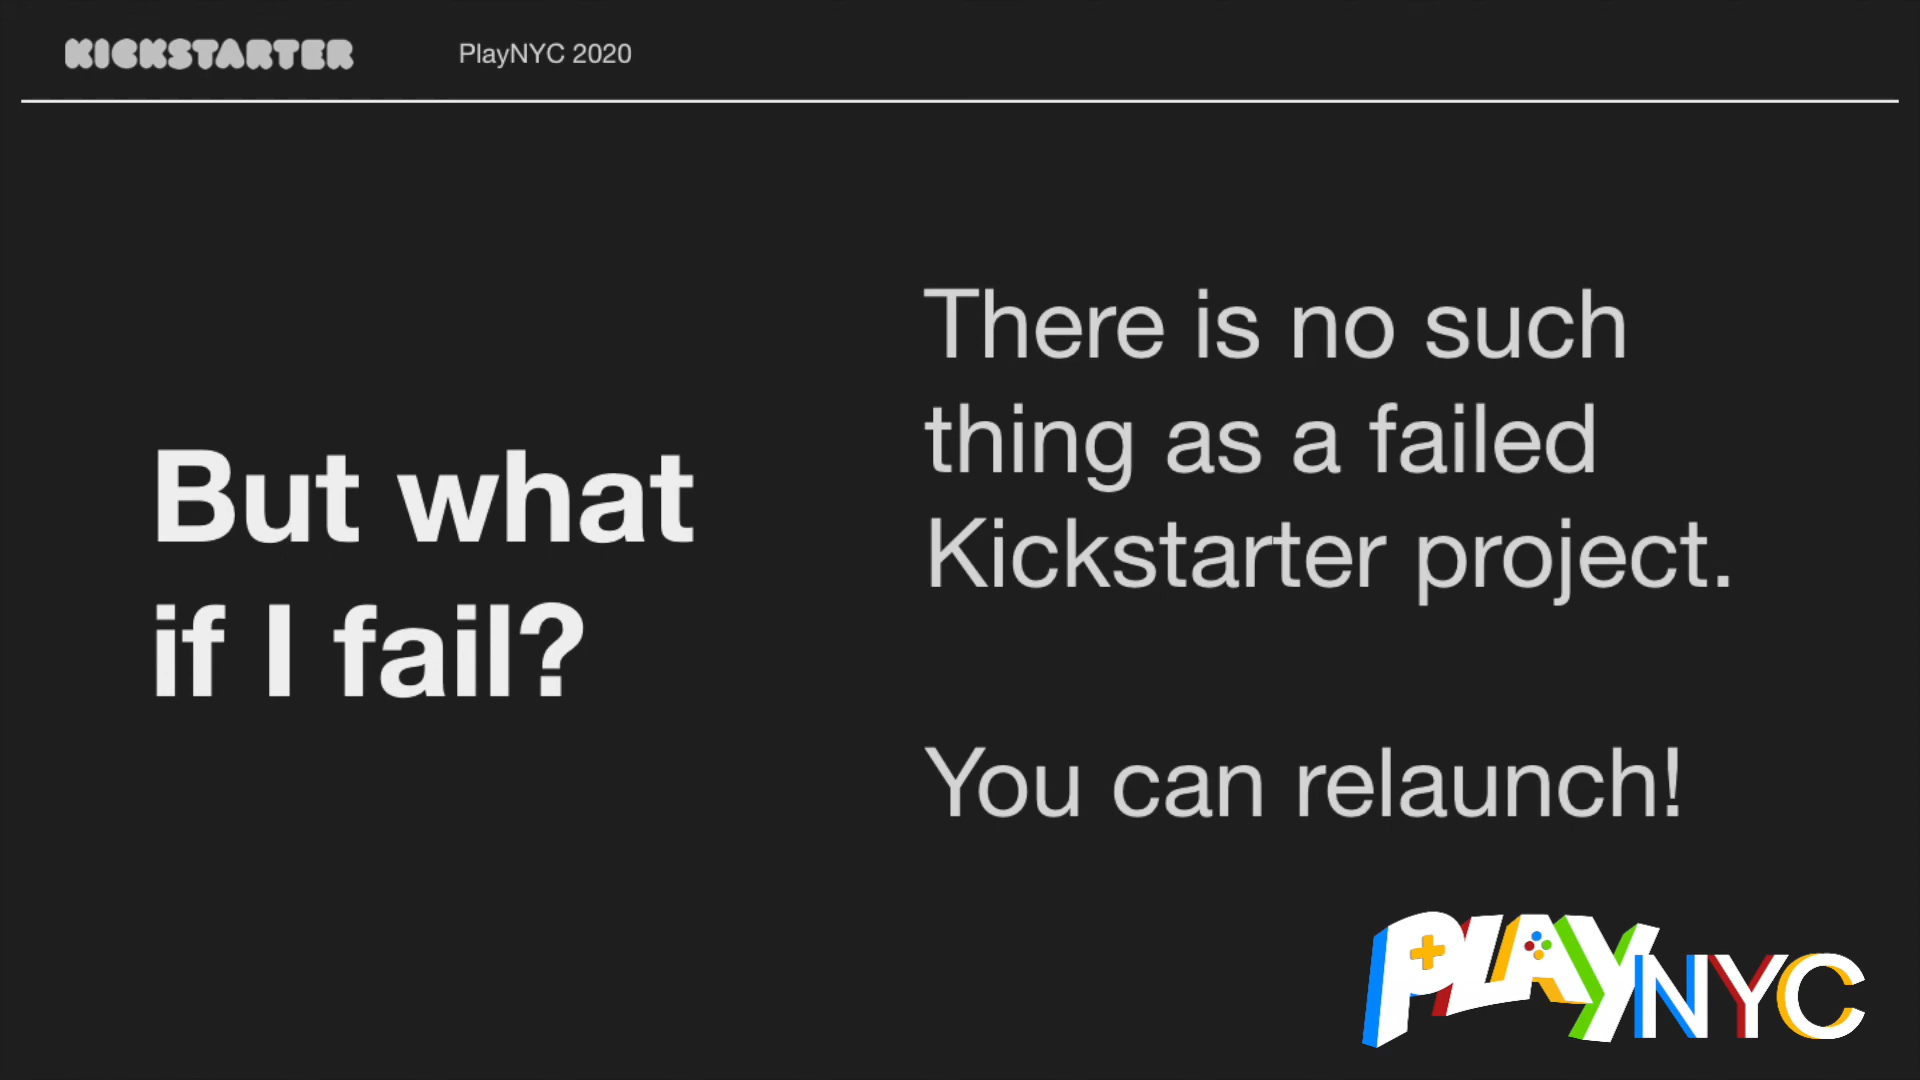 KICKSTARTER PlayNYC 2020
But what
if I fail?
There is no such
thing as a failed
Kickstarter project.
You can relaunch!
PLAYNYC